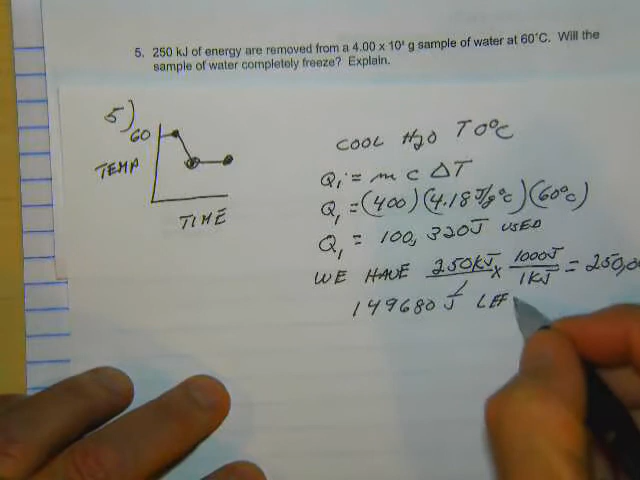 5. 250 kJ of energy are removed from a 4.00 x 10² g sample of water at 60°C. Will the
sample of water completely freeze? Explain.
5)
60
TEMP
TIME
COOL H2O TO 0°C
Q1 = m C ΔT
Q1 = (400)(4.18 J/g°C)(60°C)
Q1 = 100,320J USED
WE HAVE 250KJ/1 x 1000J/1KJ = 250,00
149680 J LEF